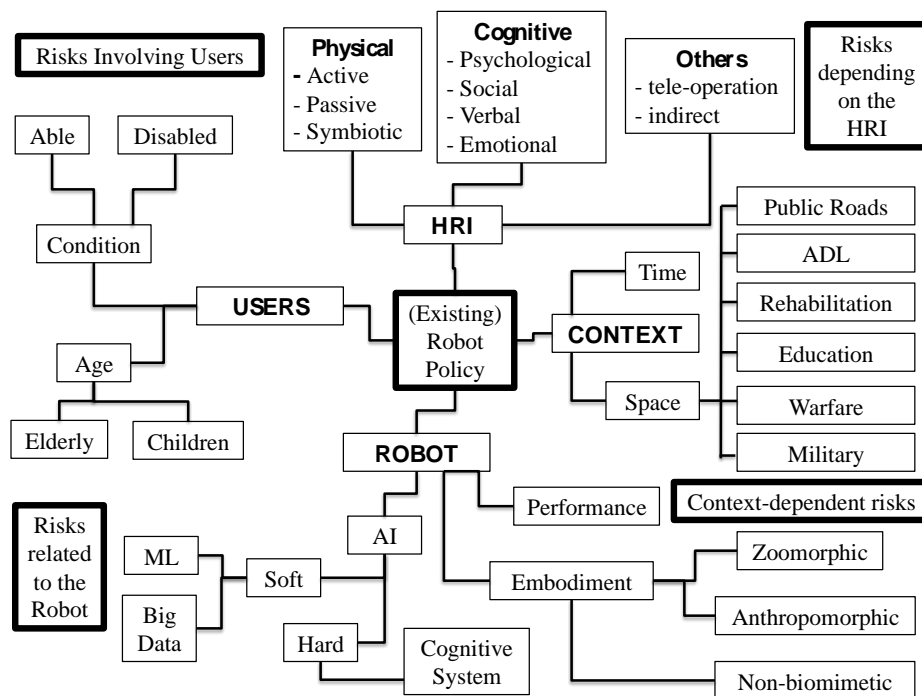 Risks Involving Users
Physical
- Active
- Passive
- Symbiotic
Cognitive
- Psychological
- Social
- Verbal
- Emotional
Others
- tele-operation
- indirect
Risks
depending
on the
HRI
Able
Disabled
Condition
HRI
Public Roads
ADL
Rehabilitation
Education
Warfare
Military
Time
USERS
(Existing)
Robot
Policy
CONTEXT
Space
Age
Elderly
Children
ROBOT
Context-dependent risks
Risks
related
to the
Robot
Performance
AI
ML
Soft
Big
Data
Hard
Cognitive
System
Embodiment
Zoomorphic
Anthropomorphic
Non-biomimetic